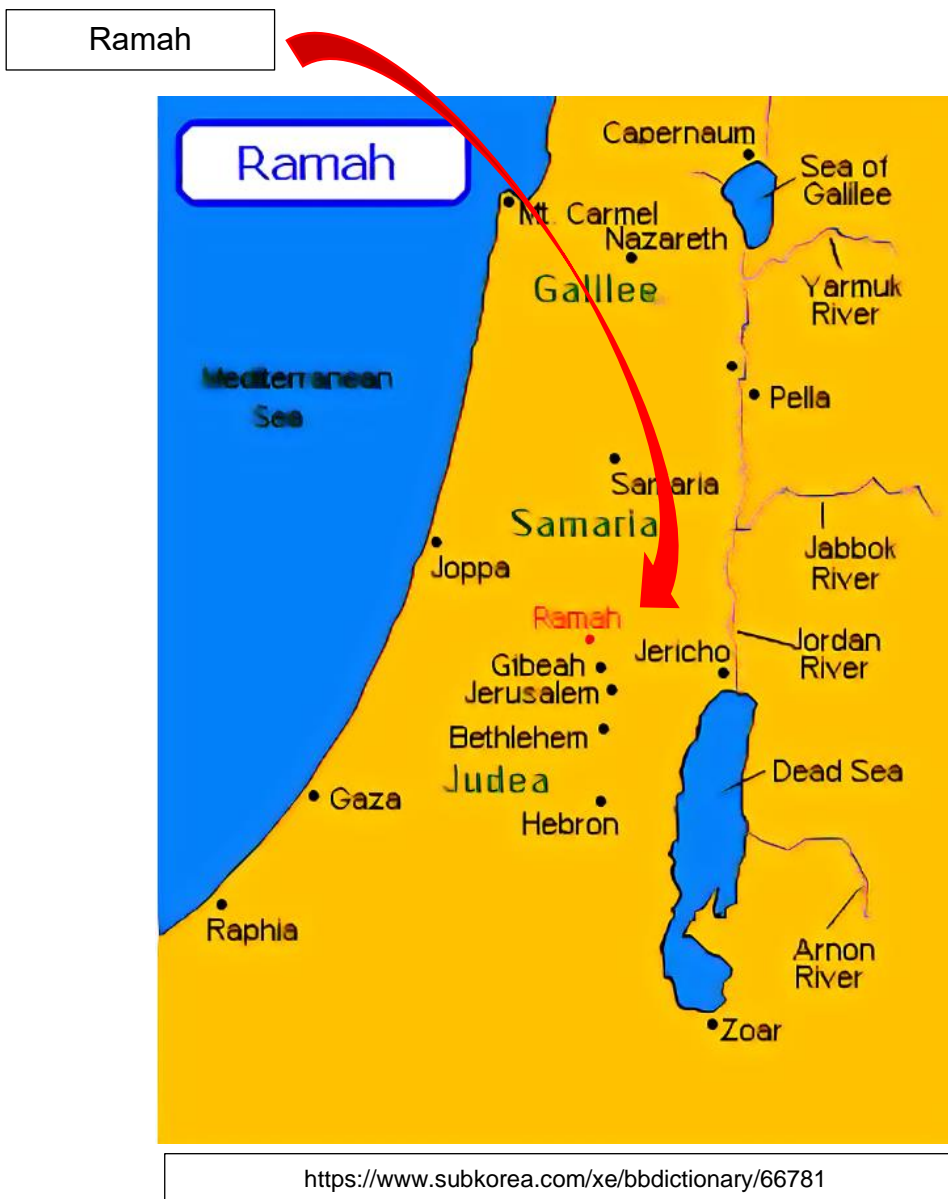 Ramah
Ramah
Capernaum
Sea of
Galilee
Mt. Carmel
Nazareth
Galilee
Yarmuk
River
Mediterranean
Sea
Pella
Samaria
Samaria
Jabbok
River
Joppa
Ramah
Jordan
River
Jericho
Gibeah
Jerusalem
Bethlehem
Judea
Dead Sea
Gaza
Hebron
Raphia
Arnon
River
Zoar
https://www.subkorea.com/xe/bbdictionary/66781